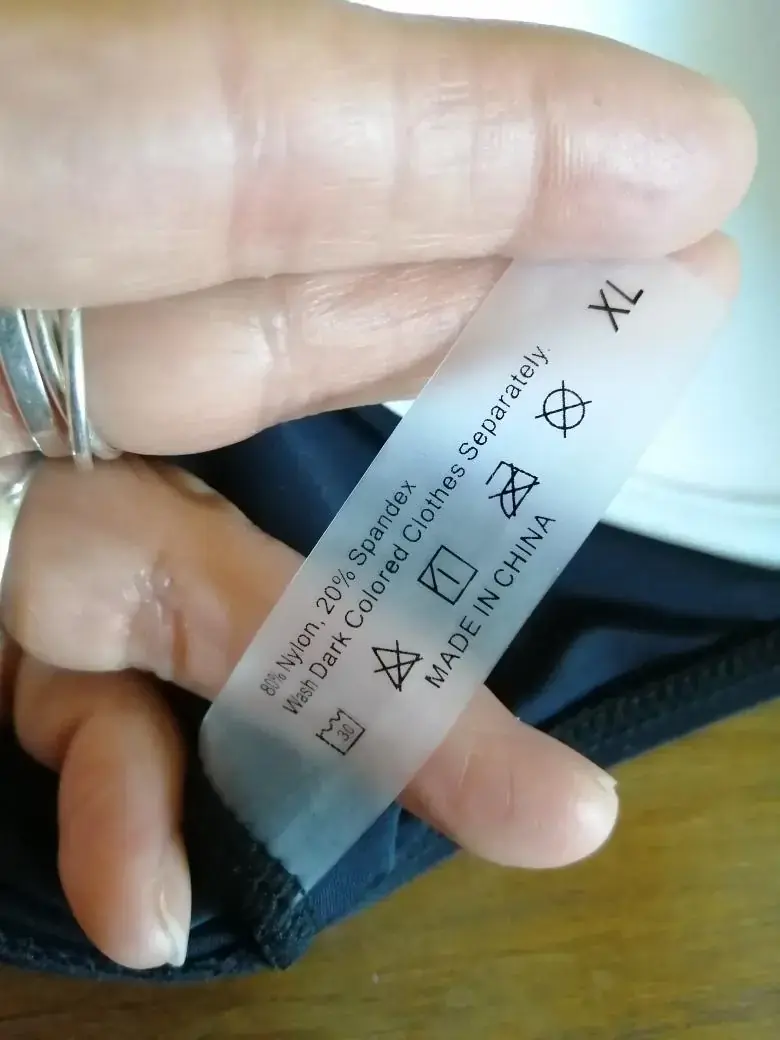 XL
80% Nylon, 20% Spandex
Wash Dark Colored Clothes Separately.
30
MADE IN CHINA